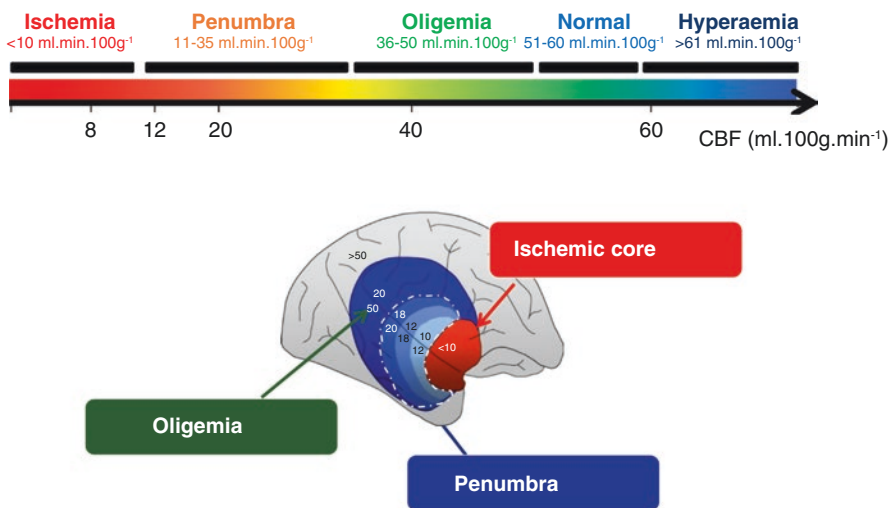 Ischemia Penumbra Oligemia Normal Hyperaemia
<10 ml.min.100g⁻¹ 11-35 ml.min.100g⁻¹ 36-50 ml.min.100g⁻¹ 51-60 ml.min.100g⁻¹ >61 ml.min.100g⁻¹
8 12 20 40 60 CBF (ml.100g.min⁻¹)
Ischemic core
>50
20
50 18
20 12
18 10
12 <10
Oligemia
Penumbra